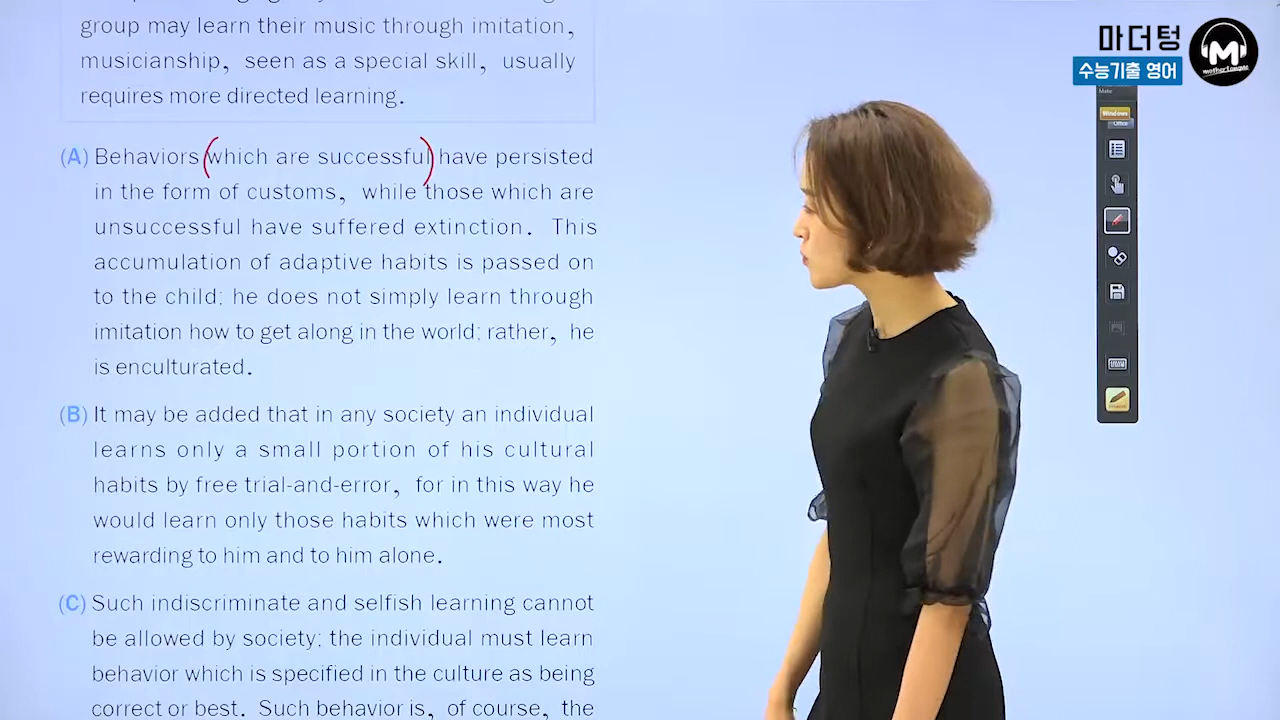 group may learn their music through imitation,
musicianship, seen as a special skill, usually
requires more directed learning.
(A) Behaviors (which are successful) have persisted
in the form of customs, while those which are
unsuccessful have suffered extinction. This
accumulation of adaptive habits is passed on
to the child: he does not simply learn through
imitation how to get along in the world: rather, he
is enculturated.
(B) It may be added that in any society an individual
learns only a small portion of his cultural
habits by free trial-and-error, for in this way he
would learn only those habits which were most
rewarding to him and to him alone.
(C) Such indiscriminate and selfish learning cannot
be allowed by society: the individual must learn
behavior which is specified in the culture as being
correct or best. Such behavior is, of course, the
마더텅
수능기출 영어
M
mother tongue
Mate
Windows
Office